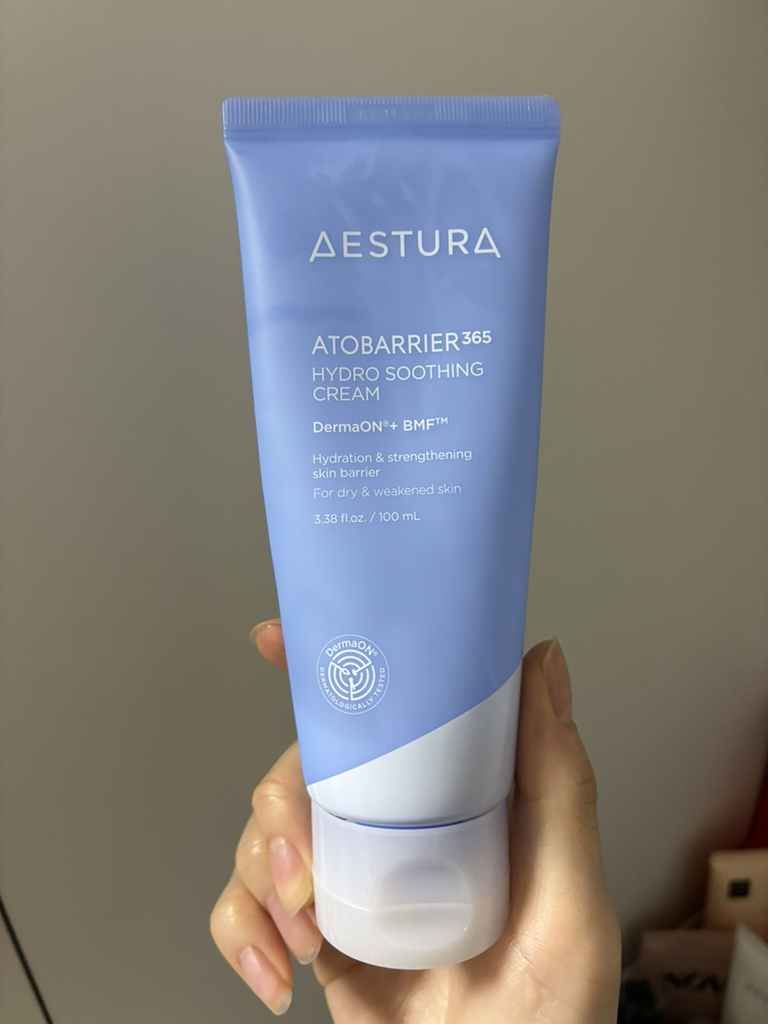 AESTURA
ATOBARRIER³⁶⁵
HYDRO SOOTHING
CREAM
DermaON®+ BMF™
Hydration & strengthening
skin barrier
For dry & weakened skin
3.38 fl.oz. / 100 mL
DermaON®
DERMATOLOGICALLY TESTED